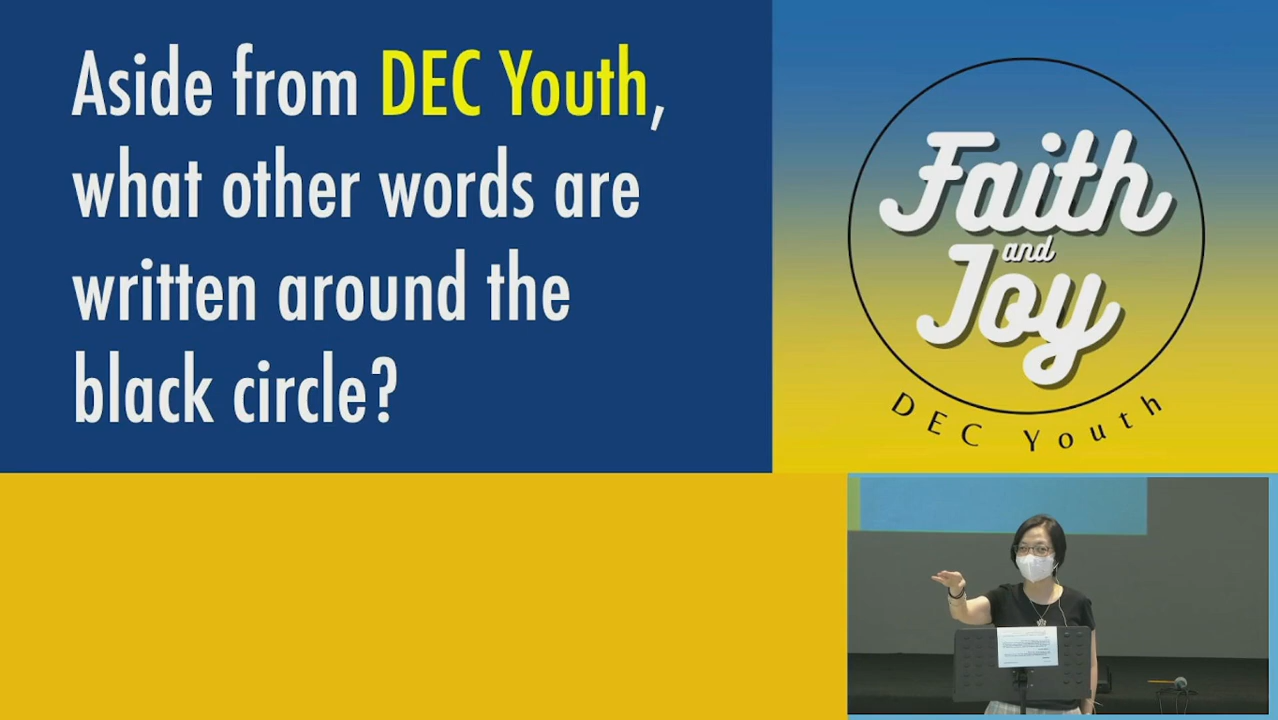 Aside from DEC Youth,
what other words are
written around the
black circle?
Faith
and
Joy
DEC Youth